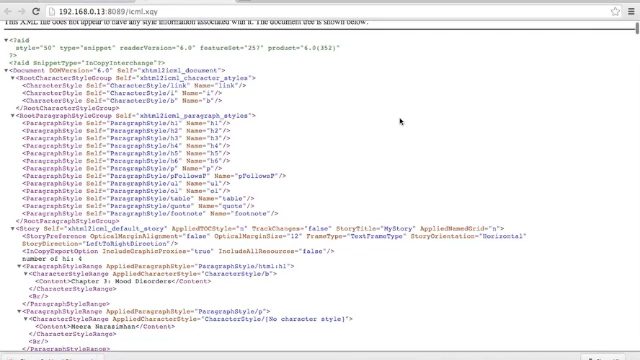 192.168.0.13:8089/icml.xqy
This XML file does not appear to have any style information associated with it. The document tree is shown below.
▼<?aid
style="50" type="snippet" readerVersion="6.0" featureSet="257" product="6.0(352)"
?>
<?aid SnippetType="InCopyInterchange"?>
▼<Document DOMVersion="6.0" Self="xhtml2icml_document">
▼<RootCharacterStyleGroup Self="xhtml2icml_character_styles">
<CharacterStyle Self="CharacterStyle/link" Name="link"/>
<CharacterStyle Self="CharacterStyle/i" Name="i"/>
<CharacterStyle Self="CharacterStyle/b" Name="b"/>
</RootCharacterStyleGroup>
▼<RootParagraphStyleGroup Self="xhtml2icml_paragraph_styles">
<ParagraphStyle Self="ParagraphStyle/h1" Name="h1"/>
<ParagraphStyle Self="ParagraphStyle/h2" Name="h2"/>
<ParagraphStyle Self="ParagraphStyle/h3" Name="h3"/>
<ParagraphStyle Self="ParagraphStyle/h4" Name="h4"/>
<ParagraphStyle Self="ParagraphStyle/h5" Name="h5"/>
<ParagraphStyle Self="ParagraphStyle/h6" Name="h6"/>
<ParagraphStyle Self="ParagraphStyle/p" Name="p"/>
<ParagraphStyle Self="ParagraphStyle/pFollowsP" Name="pFollowsP"/>
<ParagraphStyle Self="ParagraphStyle/ul" Name="ul"/>
<ParagraphStyle Self="ParagraphStyle/ol" Name="ol"/>
<ParagraphStyle Self="ParagraphStyle/table" Name="table"/>
<ParagraphStyle Self="ParagraphStyle/quote" Name="quote"/>
<ParagraphStyle Self="ParagraphStyle/footnote" Name="footnote"/>
</RootParagraphStyleGroup>
▼<Story Self="xhtml2icml_default_story" AppliedTOCStyle="n" TrackChanges="false" StoryTitle="MyStory" AppliedNamedGrid="n">
<StoryPreference OpticalMarginAlignment="false" OpticalMarginSize="12" FrameType="TextFrameType" StoryOrientation="Horizontal"
StoryDirection="LeftToRightDirection"/>
<InCopyExportOption IncludeGraphicProxies="true" IncludeAllResources="false"/>
number of h1: 4
▼<ParagraphStyleRange AppliedParagraphStyle="ParagraphStyle/html:h1">
▼<CharacterStyleRange AppliedCharacterStyle="CharacterStyle/b">
<Content>Chapter 3: Mood Disorders</Content>
</CharacterStyleRange>
<Br/>
</ParagraphStyleRange>
▼<ParagraphStyleRange AppliedParagraphStyle="ParagraphStyle/p">
▼<CharacterStyleRange AppliedCharacterStyle="CharacterStyle/[No character style]">
<Content>Meera Narasimhan</Content>
</CharacterStyleRange>
<Br/>
</ParagraphStyleRange>